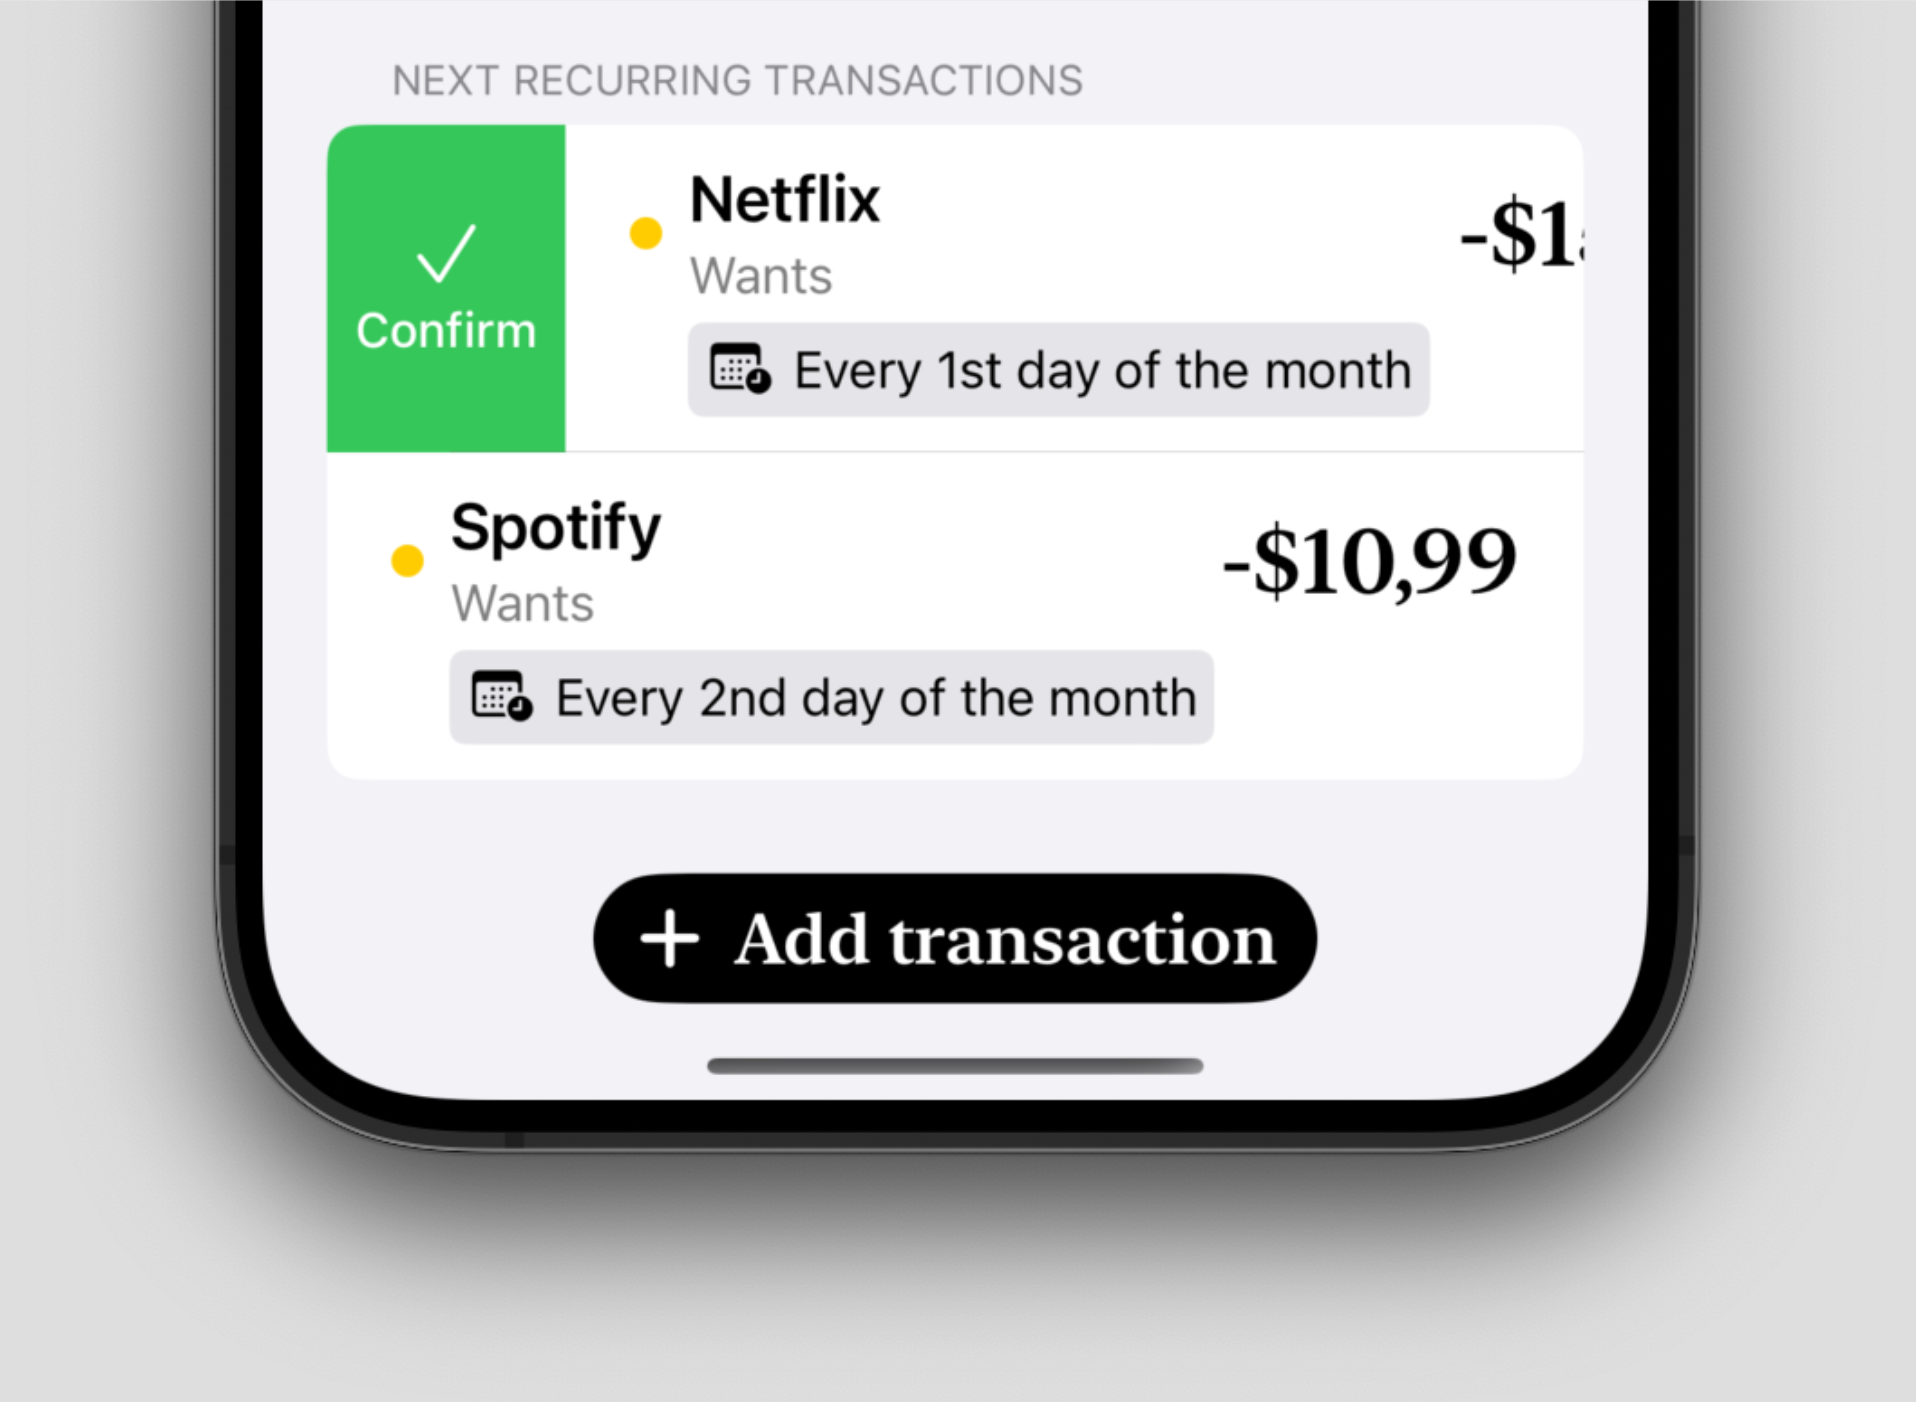 NEXT RECURRING TRANSACTIONS
Confirm
Netflix
Wants
-$1
Every 1st day of the month
Spotify
Wants
-$10,99
Every 2nd day of the month
+ Add transaction